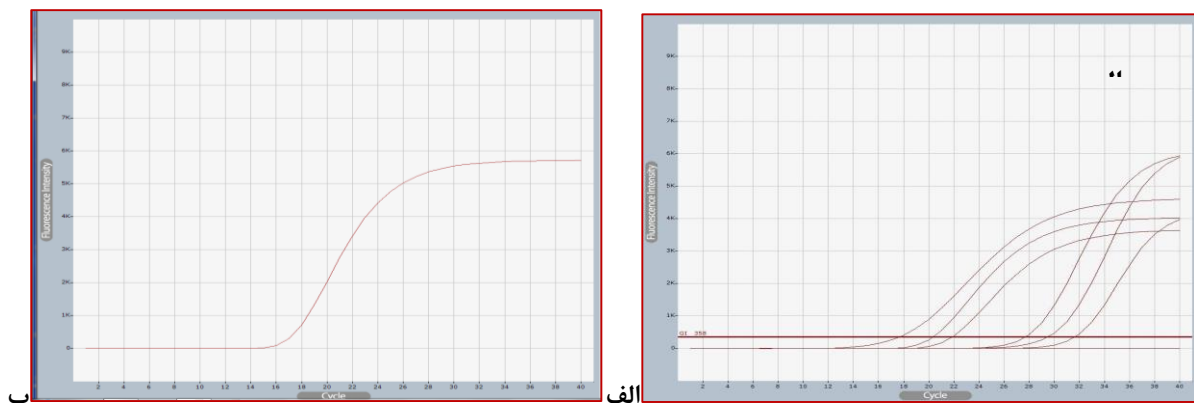 9K
8K
7K
6K
5K
4K
3K
2K
1K
0
Fluorescence Intensity
2 4 6 8 10 12 14 16 18 20 22 24 26 28 30 32 34 36 38 40
Cycle
ب
“
9K
8K
7K
6K
5K
4K
3K
2K
1K
0
Fluorescence Intensity
2 4 6 8 10 12 14 16 18 20 22 24 26 28 30 32 34 36 38 40
Cycle
الف